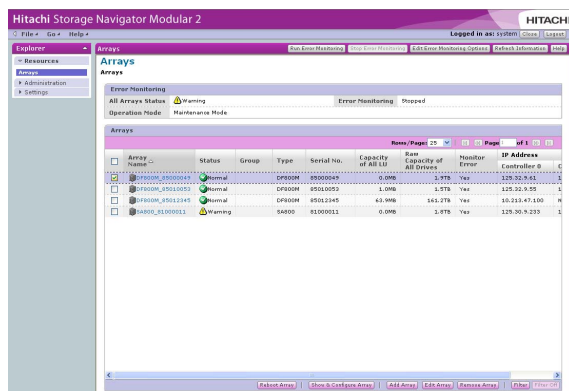 Hitachi Storage Navigator Modular 2
HITACHI
File Go Help
Logged in as: system Close Logout
Explorer
Arrays
Run Error Monitoring Stop Error Monitoring Edit Error Monitoring Options Refresh Information Help
Resources
Arrays
Administration
Settings
Arrays
Arrays
Error Monitoring
All Arrays Status Warning Error Monitoring Stopped
Operation Mode Maintenance Mode
Arrays
Rows/Page: 25 Page of 1
Array Name Status Group Type Serial No. Capacity of All LU Raw Capacity of All Drives Monitor Error IP Address
Controller 0
DF800M_85000049 Normal DF800M 85000049 0.0MB 1.9TB Yes 125.32.9.61 1
DF800M_85010053 Normal DF800M 85010053 1.0MB 1.5TB Yes 125.32.9.55 1
DF800M_85012345 Normal DF800M 85012345 63.9MB 161.2TB Yes 10.213.47.100 N
SA800_81000011 Warning SA800 81000011 0.0MB 1.8TB Yes 125.30.9.233 1
Reboot Array Show & Configure Array Add Array Edit Array Remove Array Filter Filter Off